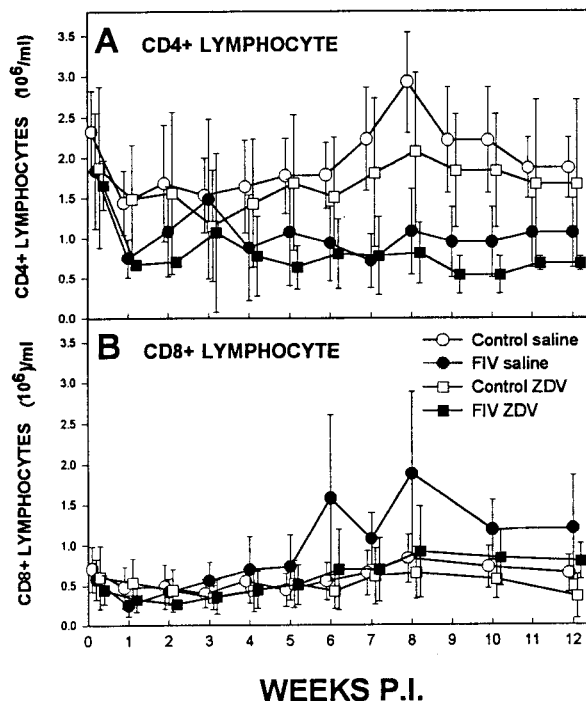 A CD4+ LYMPHOCYTE
CD4+ LYMPHOCYTES (10⁶/ml)
3.5
3.0
2.5
2.0
1.5
1.0
0.5
0.0
B CD8+ LYMPHOCYTE
CD8+ LYMPHOCYTES (10⁶)/ml
3.5
3.0
2.5
2.0
1.5
1.0
0.5
0.0
Control saline
FIV saline
Control ZDV
FIV ZDV
0 1 2 3 4 5 6 7 8 9 10 11 12
WEEKS P.I.